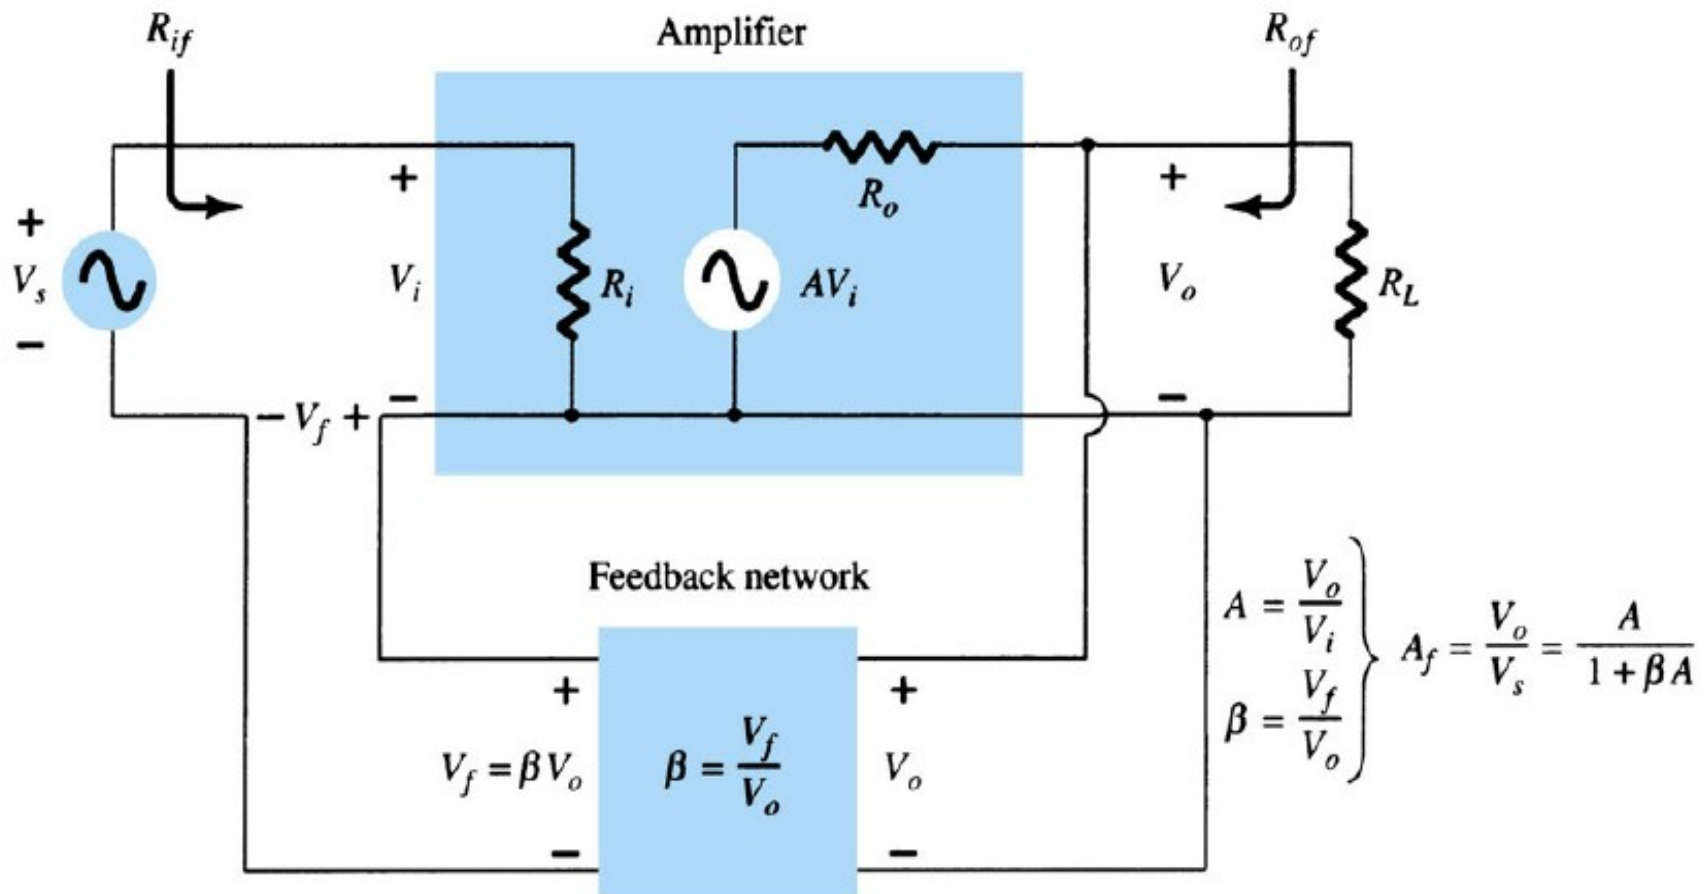 R_if
Amplifier
R_of
+
V_s
−
+
V_i
−
R_i
AV_i
R_o
+
V_o
−
R_L
− V_f +
Feedback network
+
V_f = βV_o
−
β = V_f / V_o
+
V_o
−
A = V_o / V_i
β = V_f / V_o
A_f = V_o / V_s = A / (1 + βA)